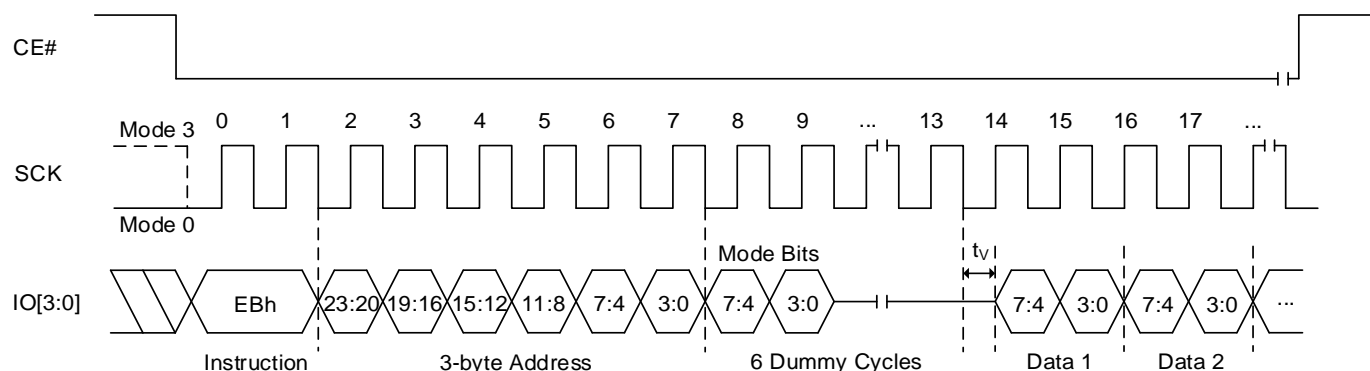 CE#
0 1 2 3 4 5 6 7 8 9 ... 13 14 15 16 17 ...
Mode 3
SCK
Mode 0
Mode Bits tV
IO[3:0] EBh 23:20 19:16 15:12 11:8 7:4 3:0 7:4 3:0 7:4 3:0 7:4 3:0 ...
Instruction 3-byte Address 6 Dummy Cycles Data 1 Data 2